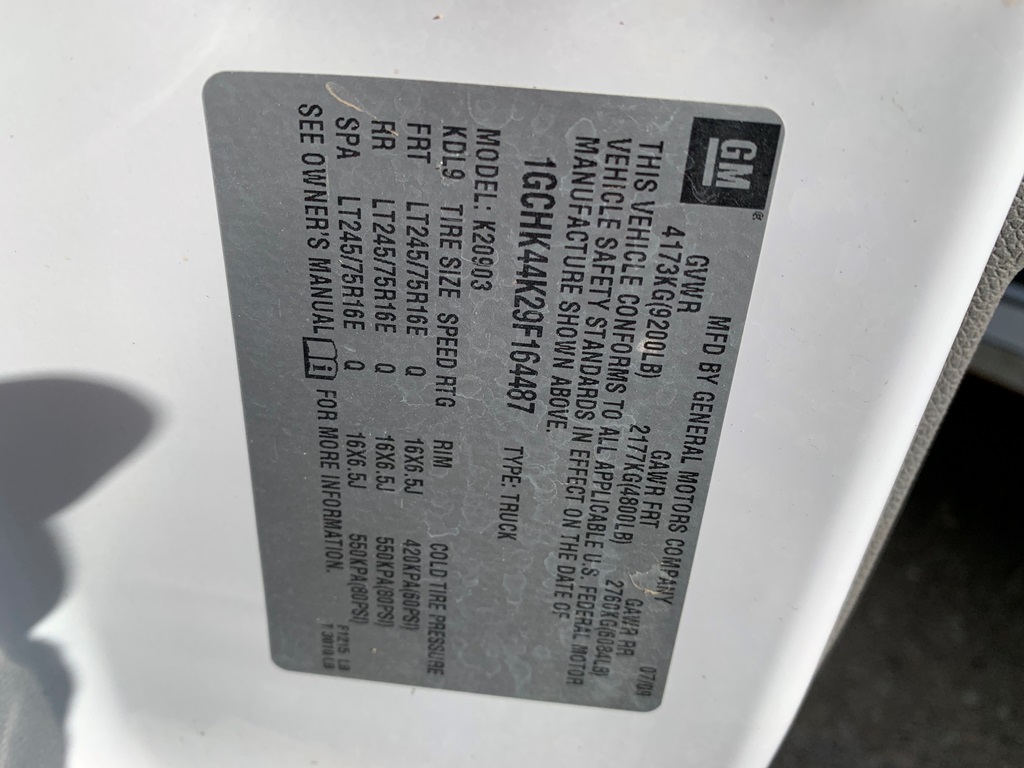 GM®
MFD BY GENERAL MOTORS COMPANY 07/09
GVWR GAWR FRT GAWR RR
4173KG(9200LB) 2177KG(4800LB) 2760KG(6084LB)
THIS VEHICLE CONFORMS TO ALL APPLICABLE U.S. FEDERAL MOTOR
VEHICLE SAFETY STANDARDS IN EFFECT ON THE DATE OF
MANUFACTURE SHOWN ABOVE.
1GCHK44K29F164487 TYPE: TRUCK
MODEL: K20903
KDL9 TIRE SIZE SPEED RTG RIM COLD TIRE PRESSURE
FRT LT245/75R16E Q 16X6.5J 420KPA(60PSI)
RR LT245/75R16E Q 16X6.5J 550KPA(80PSI)
SPA LT245/75R16E Q 16X6.5J 550KPA(80PSI)
SEE OWNER'S MANUAL FOR MORE INFORMATION.